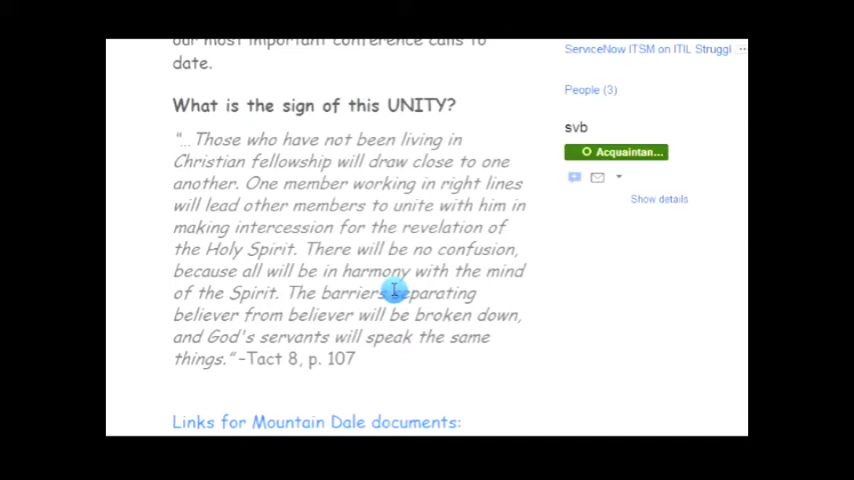 our most important conference calls to
date.
What is the sign of this UNITY?
"...Those who have not been living in
Christian fellowship will draw close to one
another. One member working in right lines
will lead other members to unite with him in
making intercession for the revelation of
the Holy Spirit. There will be no confusion,
because all will be in harmony with the mind
of the Spirit. The barriers separating
believer from believer will be broken down,
and God's servants will speak the same
things." –Tact 8, p. 107
Links for Mountain Dale documents:
ServiceNow ITSM on ITIL Struggl
People (3)
svb
Acquaintan...
Show details